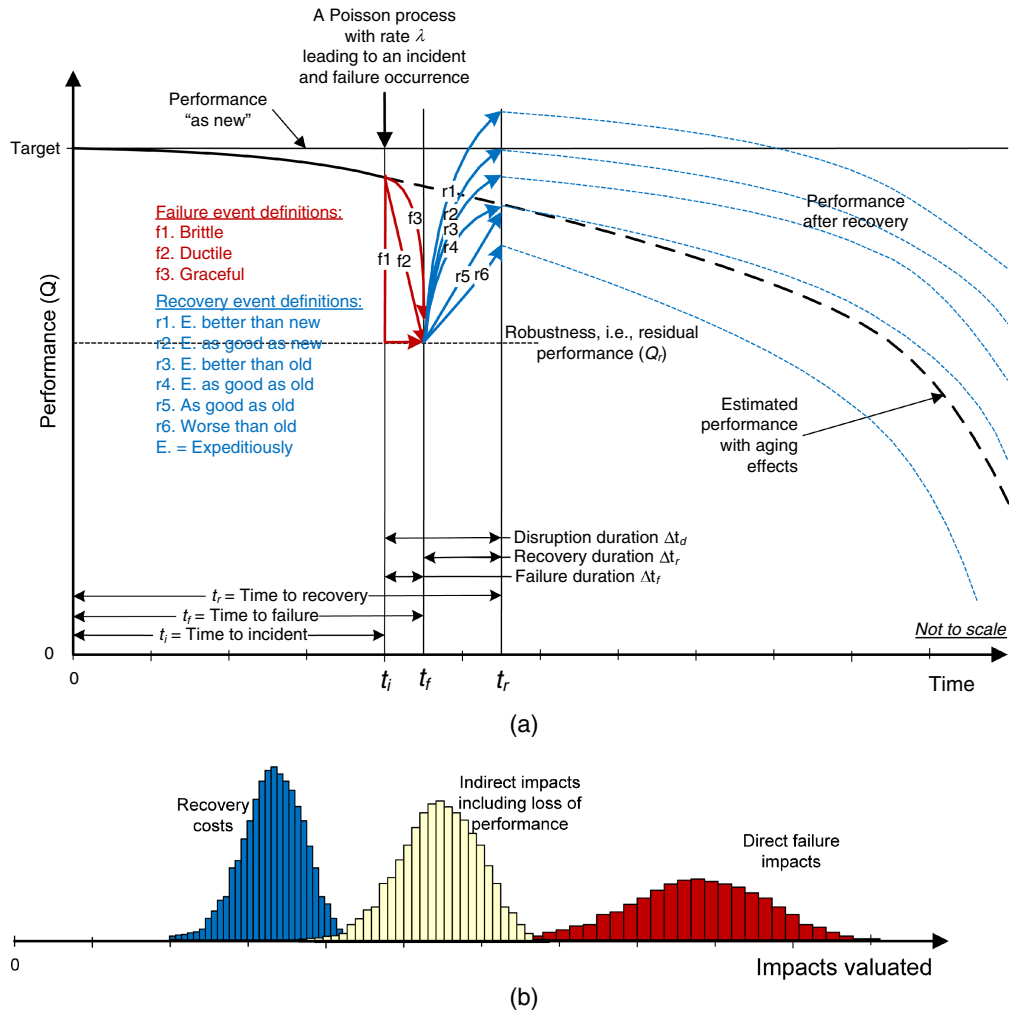 A Poisson process
with rate λ
leading to an incident
and failure occurrence
Performance
“as new”
Target
Failure event definitions:
f1. Brittle
f2. Ductile
f3. Graceful
Recovery event definitions:
r1. E. better than new
r2. E. as good as new
r3. E. better than old
r4. E. as good as old
r5. As good as old
r6. Worse than old
E. = Expeditiously
Performance (Q)
f1
f2
f3
r1
r2
r3
r4
r5
r6
Performance
after recovery
Robustness, i.e., residual
performance (Qr)
Estimated
performance
with aging
effects
Disruption duration Δtd
Recovery duration Δtr
Failure duration Δtf
tr = Time to recovery
tf = Time to failure
ti = Time to incident
Not to scale
0
0
ti
tf
tr
Time
(a)
Recovery
costs
Indirect impacts
including loss of
performance
Direct failure
impacts
0
Impacts valuated
(b)